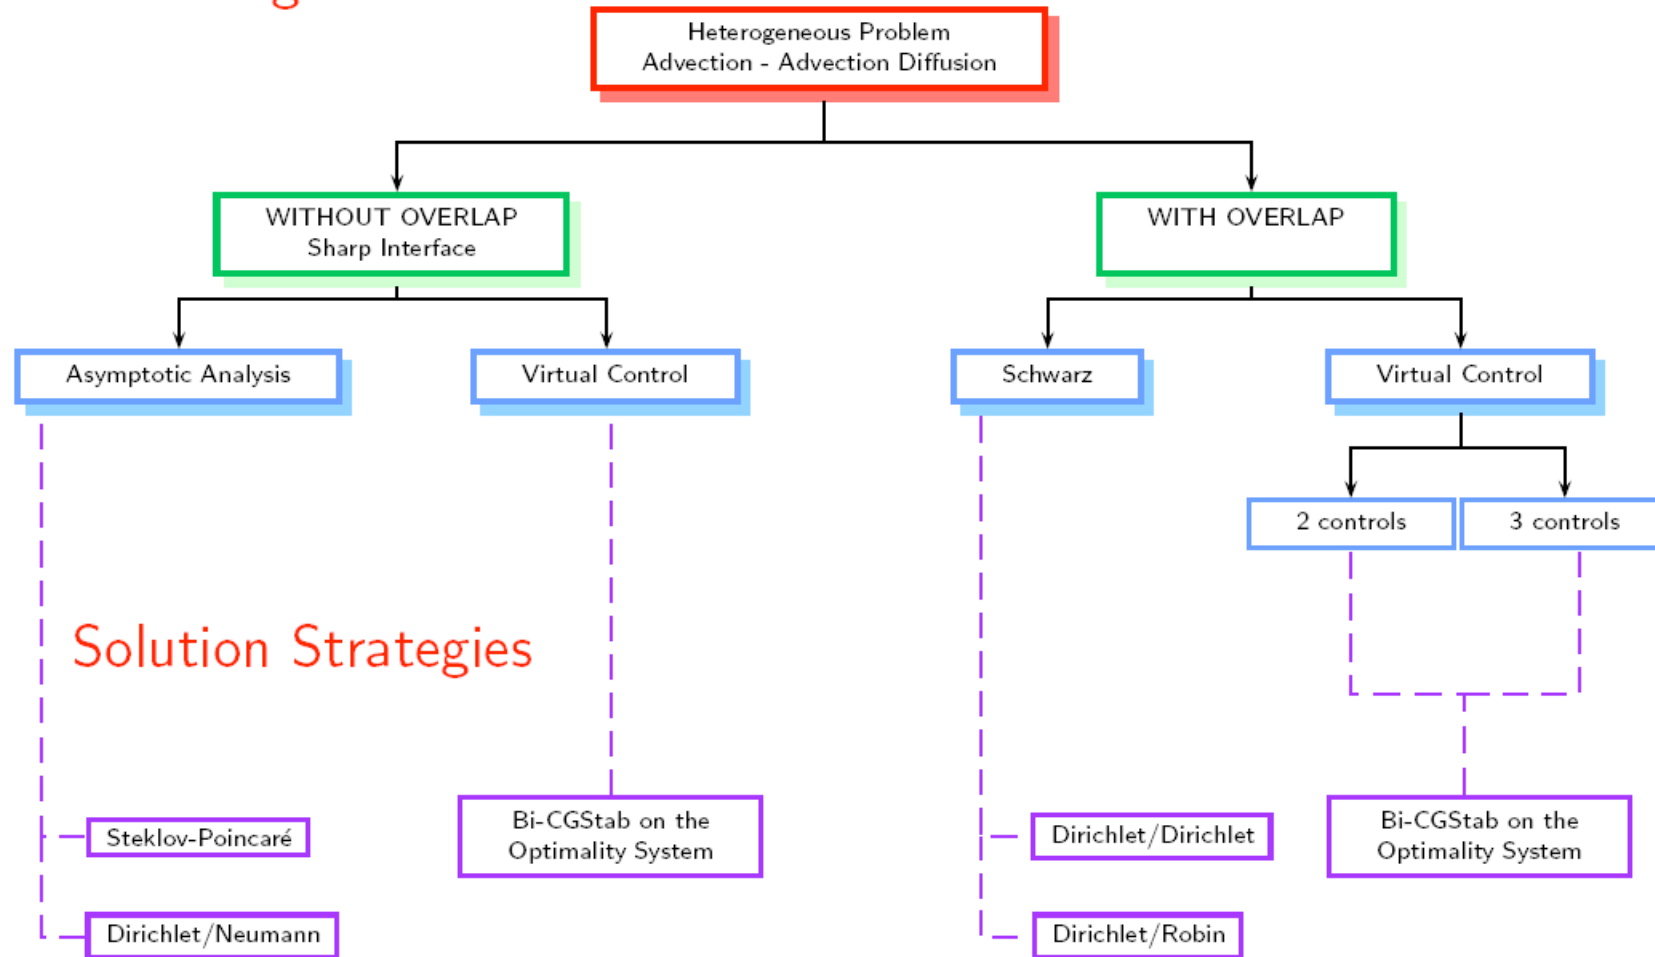 Heterogeneous Problem
Advection - Advection Diffusion
WITHOUT OVERLAP
Sharp Interface
WITH OVERLAP
Asymptotic Analysis
Virtual Control
Schwarz
Virtual Control
2 controls
3 controls
Solution Strategies
Steklov-Poincaré
Bi-CGStab on the
Optimality System
Dirichlet/Dirichlet
Bi-CGStab on the
Optimality System
Dirichlet/Neumann
Dirichlet/Robin